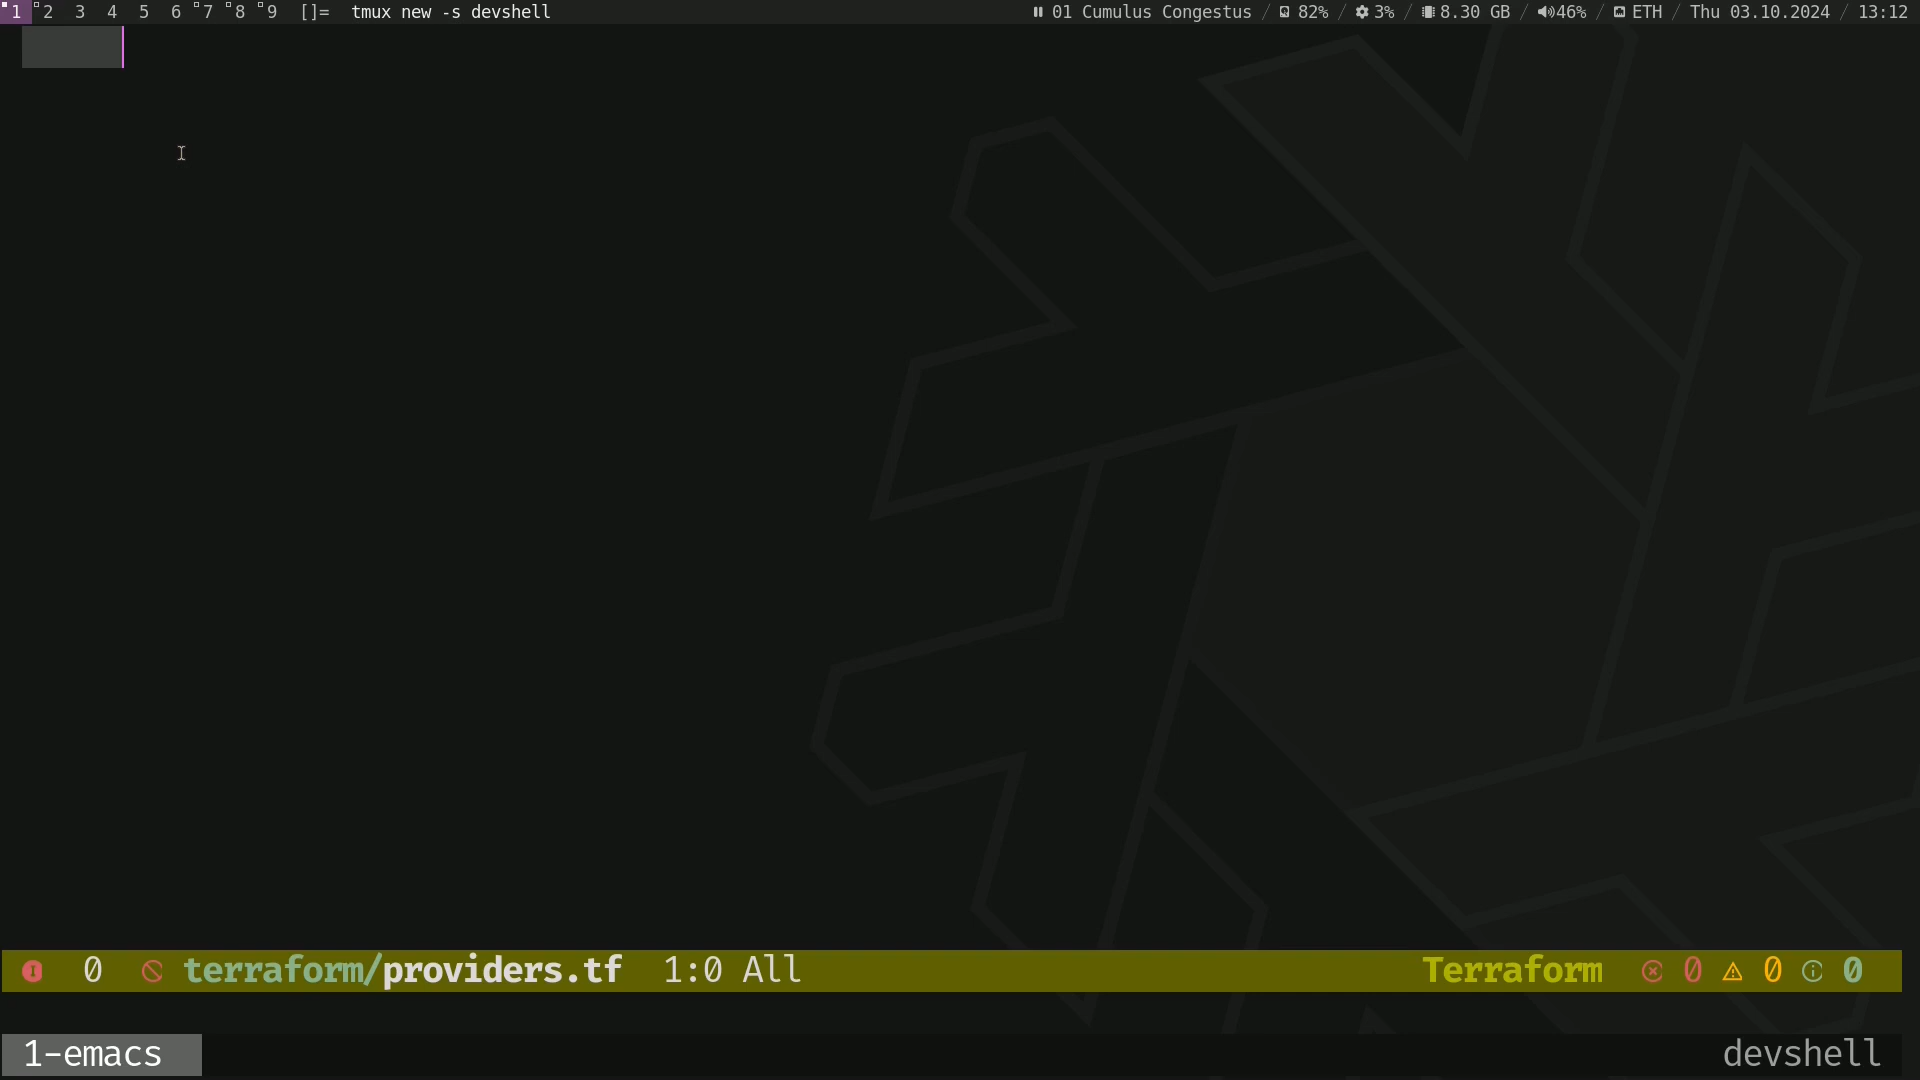 1 2 3 4 5 6 7 8 9 []= tmux new -s devshell 01 Cumulus Congestus / 82% / 3% / 8.30 GB / 46% / ETH / Thu 03.10.2024 / 13:12
0 terraform/providers.tf 1:0 All Terraform 0 0 0
1-emacs devshell